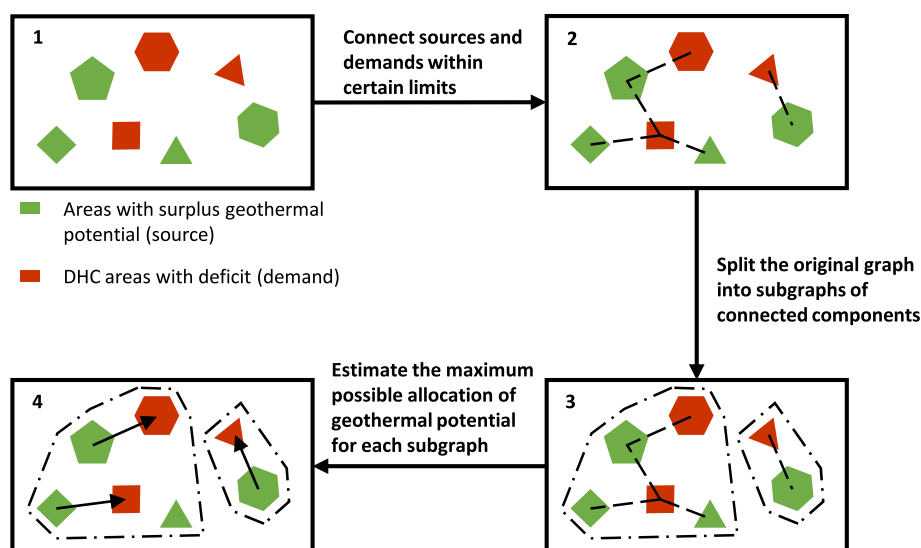 1
Connect sources and
demands within
certain limits
2
Areas with surplus geothermal
potential (source)
DHC areas with deficit (demand)
Split the original graph
into subgraphs of
connected components
3
Estimate the maximum
possible allocation of
geothermal potential
for each subgraph
4